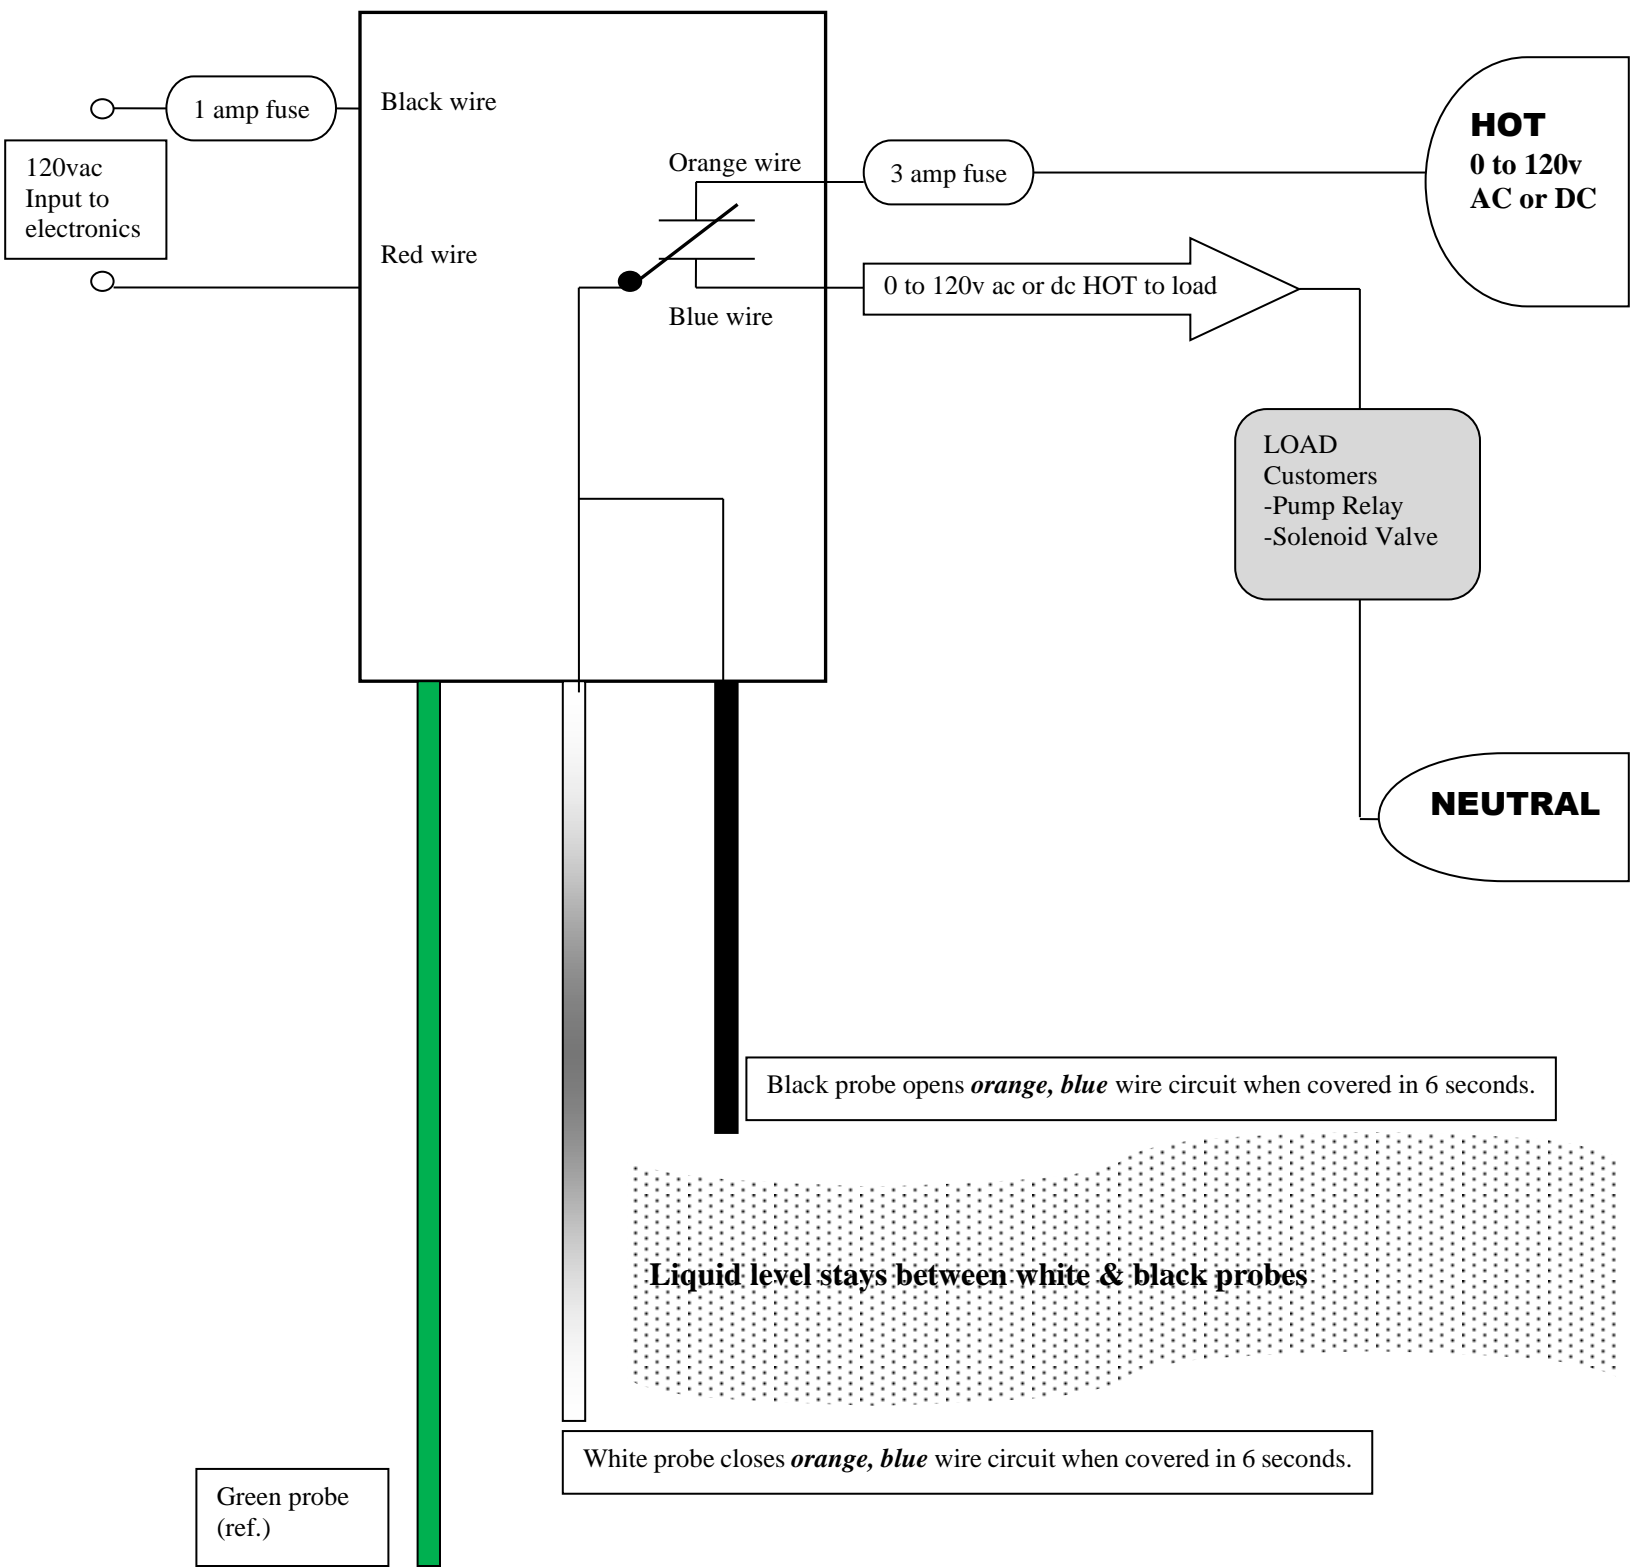 Black wire
1 amp fuse
HOT
0 to 120v
AC or DC
120vac
Input to
electronics
Orange wire
3 amp fuse
Red wire
0 to 120v ac or dc HOT to load
Blue wire
LOAD
Customers
-Pump Relay
-Solenoid Valve
NEUTRAL
Black probe opens orange, blue wire circuit when covered in 6 seconds.
Liquid level stays between white & black probes
White probe closes orange, blue wire circuit when covered in 6 seconds.
Green probe
(ref.)